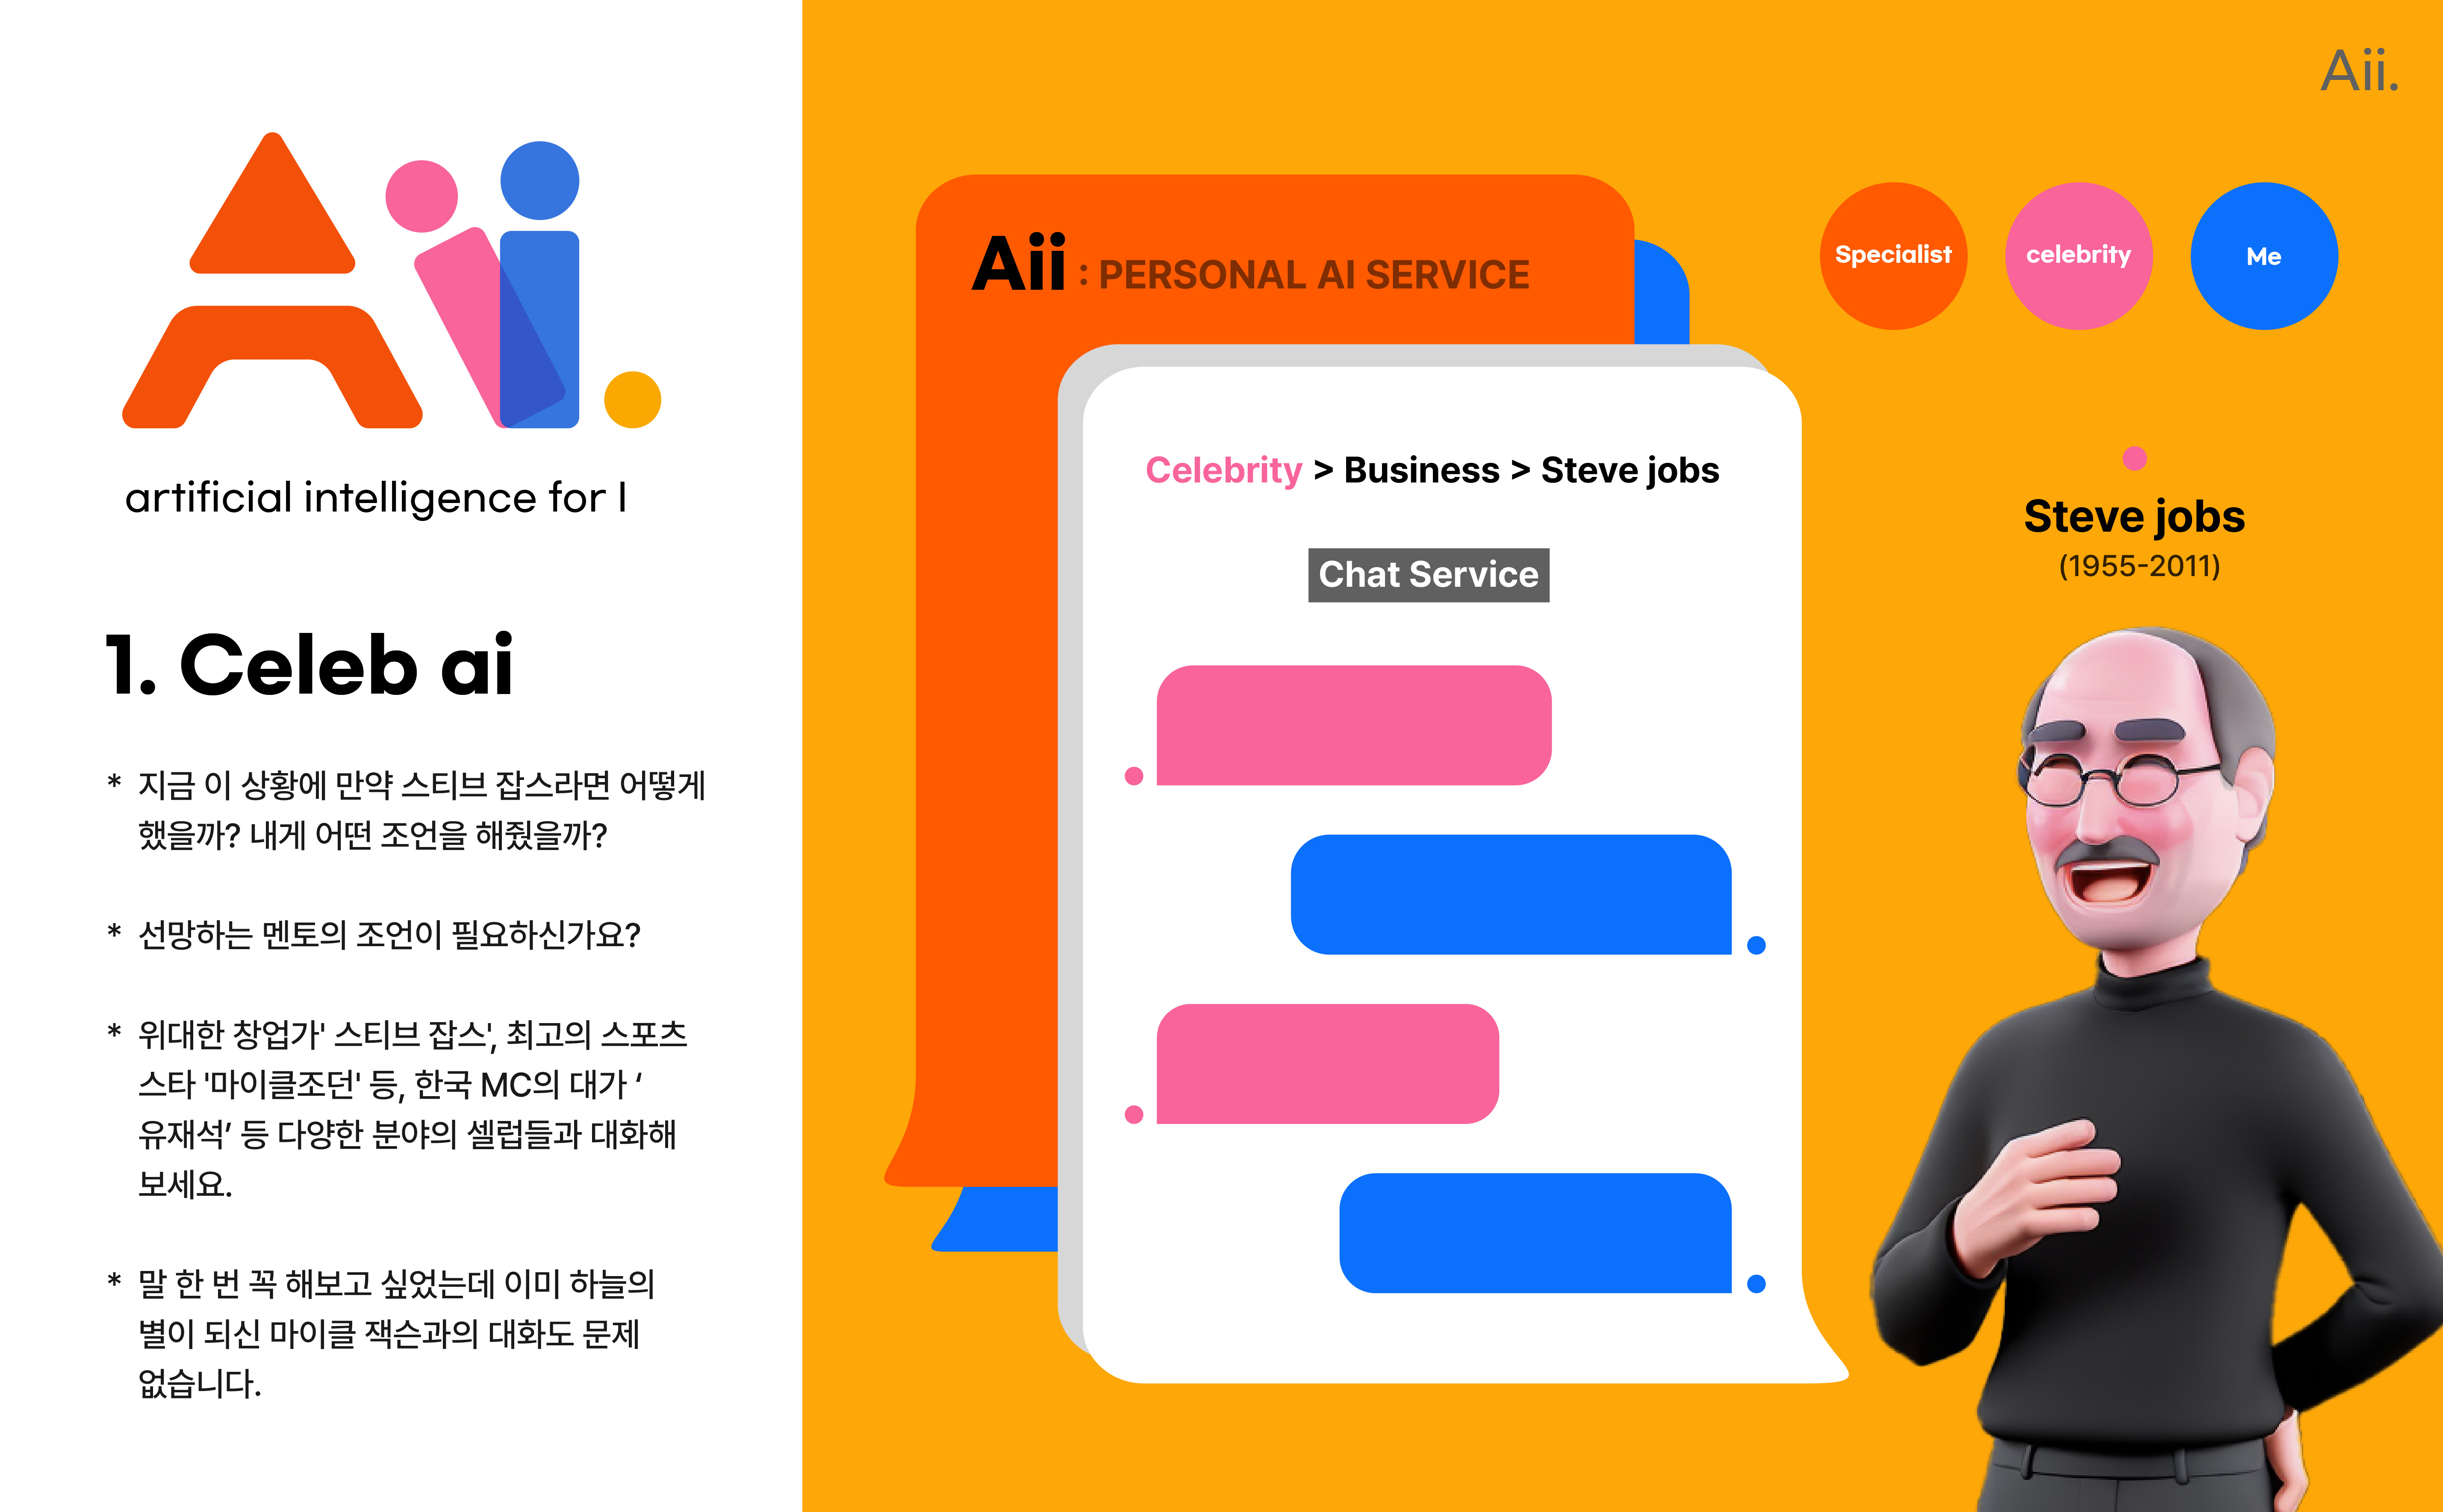 Aii.
artificial intelligence for I
1. Celeb ai
* 지금 이 상황에 만약 스티브 잡스라면 어떻게
했을까? 내게 어떤 조언을 해줬을까?
* 선망하는 멘토의 조언이 필요하신가요?
* 위대한 창업가' 스티브 잡스', 최고의 스포츠
스타 '마이클조던' 등, 한국 MC의 대가 ‘
유재석’ 등 다양한 분야의 셀럽들과 대화해
보세요.
* 말 한 번 꼭 해보고 싶었는데 이미 하늘의
별이 되신 마이클 잭슨과의 대화도 문제
없습니다.
Aii.
Aii : PERSONAL AI SERVICE
Specialist
celebrity
Me
Celebrity > Business > Steve jobs
Chat Service
Steve jobs
(1955-2011)